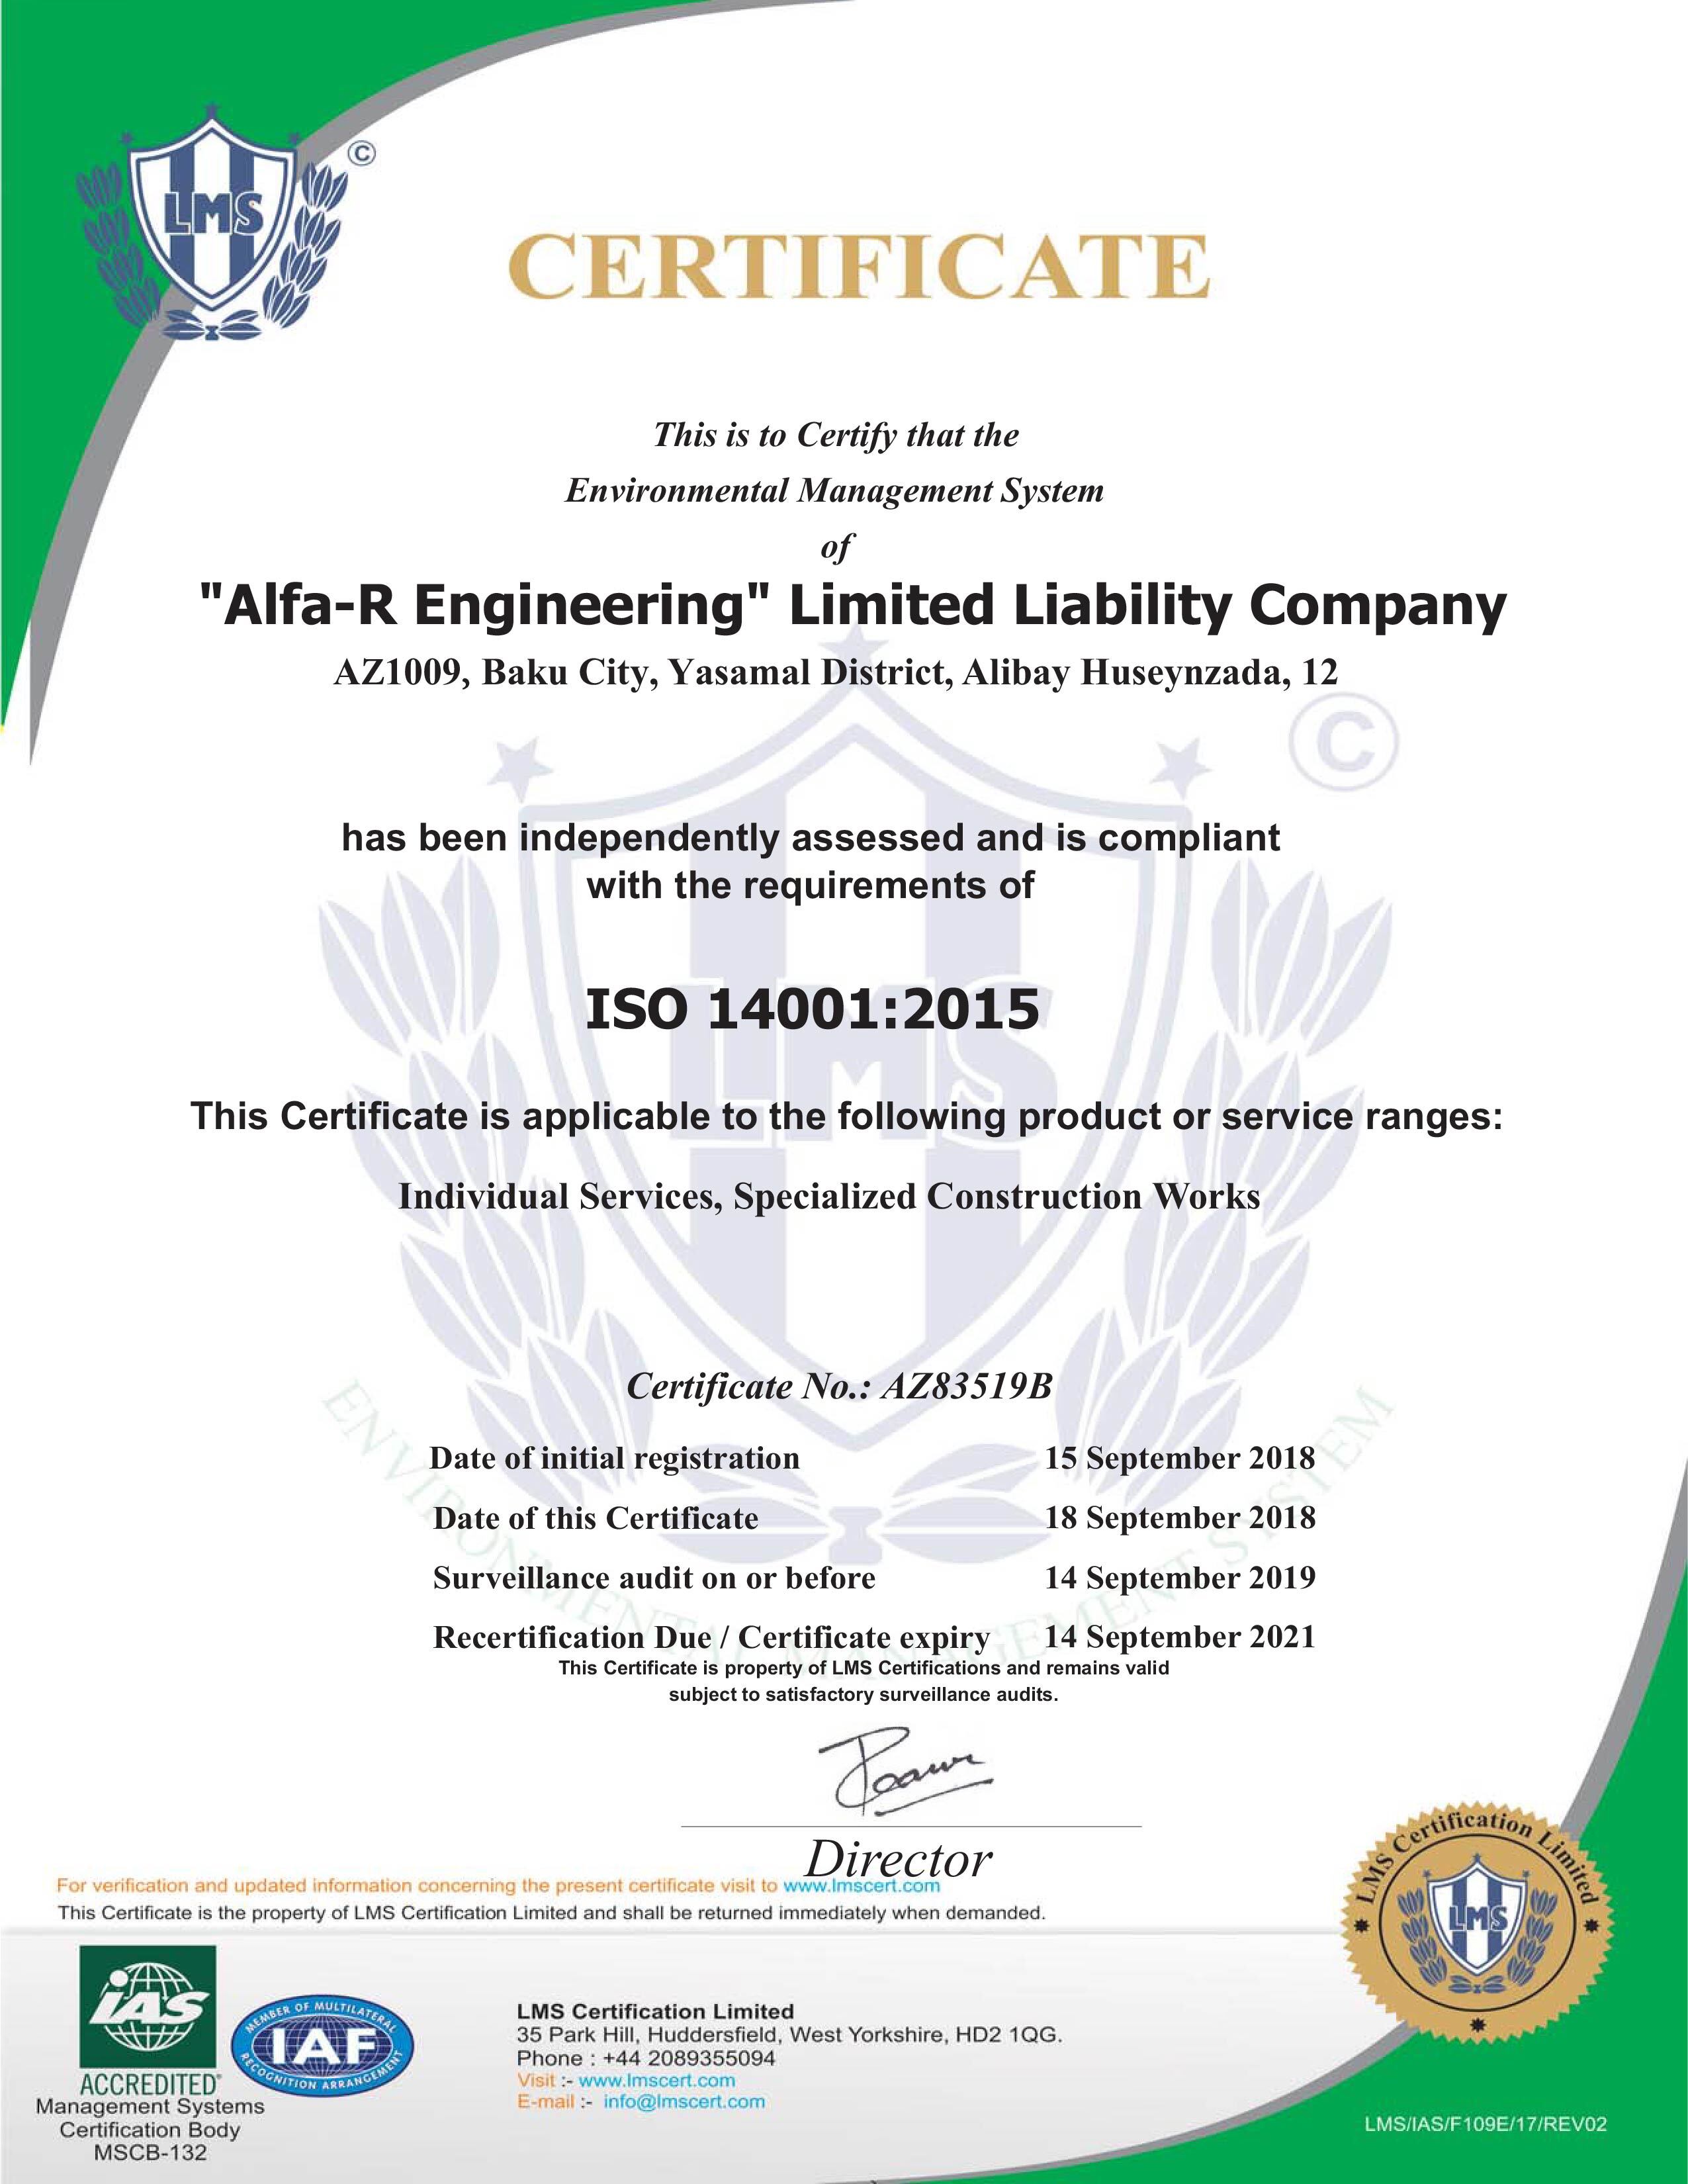 LMS
©
CERTIFICATE
This is to Certify that the
Environmental Management System
of
"Alfa-R Engineering" Limited Liability Company
AZ1009, Baku City, Yasamal District, Alibay Huseynzada, 12
©
has been independently assessed and is compliant
with the requirements of
ISO 14001:2015
LMS
This Certificate is applicable to the following product or service ranges:
Individual Services, Specialized Construction Works
Certificate No.: AZ83519B
Date of initial registration 15 September 2018
Date of this Certificate 18 September 2018
Surveillance audit on or before 14 September 2019
Recertification Due / Certificate expiry 14 September 2021
ENVIRONMENTAL MANAGEMENT SYSTEM
This Certificate is property of LMS Certifications and remains valid
subject to satisfactory surveillance audits.
Director
For verification and updated information concerning the present certificate visit to www.lmscert.com
This Certificate is the property of LMS Certification Limited and shall be returned immediately when demanded.
LMS Certification Limited
LMS
iAS
ACCREDITED®
Management Systems
Certification Body
MSCB-132
MEMBER OF MULTILATERAL
IAF
RECOGNITION ARRANGEMENT
LMS Certification Limited
35 Park Hill, Huddersfield, West Yorkshire, HD2 1QG.
Phone : +44 2089355094
Visit :- www.lmscert.com
E-mail :- info@lmscert.com
LMS/IAS/F109E/17/REV02